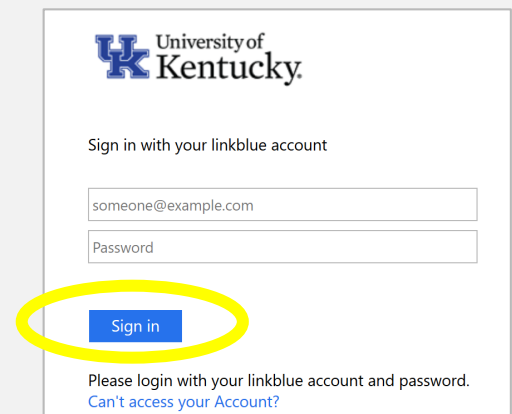 UK
University of
Kentucky.
Sign in with your linkblue account
someone@example.com
Password
Sign in
Please login with your linkblue account and password.
Can't access your Account?